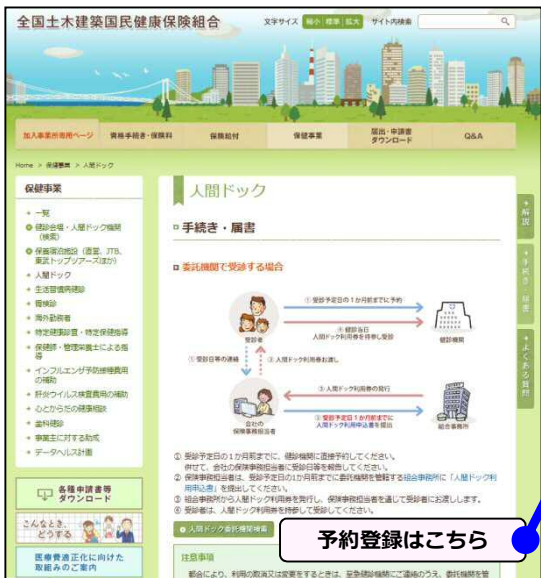 全国土木建築国民健康保険組合
文字サイズ 縮小 標準 拡大 サイト内検索
加入事業所専用ページ 資格手続き・保険料 保険給付 保健事業 届出・申請書ダウンロード Q&A
Home > 保健事業 > 人間ドック
保健事業
一覧
健診会場・人間ドック機関
（検索）
保養宿泊施設（直営、JTB、
東武トップツアーズほか）
人間ドック
生活習慣病健診
胃検診
海外勤務者
特定健康診査・特定保健指導
保健師・管理栄養士による指
導
インフルエンザ予防接種費用
の補助
肝炎ウイルス検査費用の補助
心とからだの健康相談
歯科健診
事業主に対する助成
データヘルス計画
各種申請書等
ダウンロード
こんなとき、
どうする
医療費適正化に向けた
取組みのご案内
人間ドック
手続き・届書
委託機関で受診する場合
① 受診予定日の1か月前までに予約
④ 健診当日
人間ドック利用券を持参し受診
受診者
健診機関
① 受診日等の連絡
③ 人間ドック利用券お渡し
③ 人間ドック利用券の発行
② 受診予定日1か月前までに
人間ドック利用申込書を提出
会社の
保険事務担当者
組合事務所
① 受診予定日の1か月前までに、健診機関に直接予約してください。
併せて、会社の保険事務担当者に受診日等を報告してください。
② 保険事務担当者は、受診予定日の1か月前までに委託機関を管轄する組合事務所に「人間ドック利
用申込書」を提出してください。
③ 組合事務所から人間ドック利用券を発行し、保険事務担当者を通じて受診者にお渡しします。
④ 受診者は、人間ドック利用券を持参して受診してください。
人間ドック委託機関検索
予約登録はこちら
注意事項
都合により、利用の取消又は変更をするときは、至急健診機関にご連絡のうえ、委託機関を管
解説
手続き・届書
よくある質問